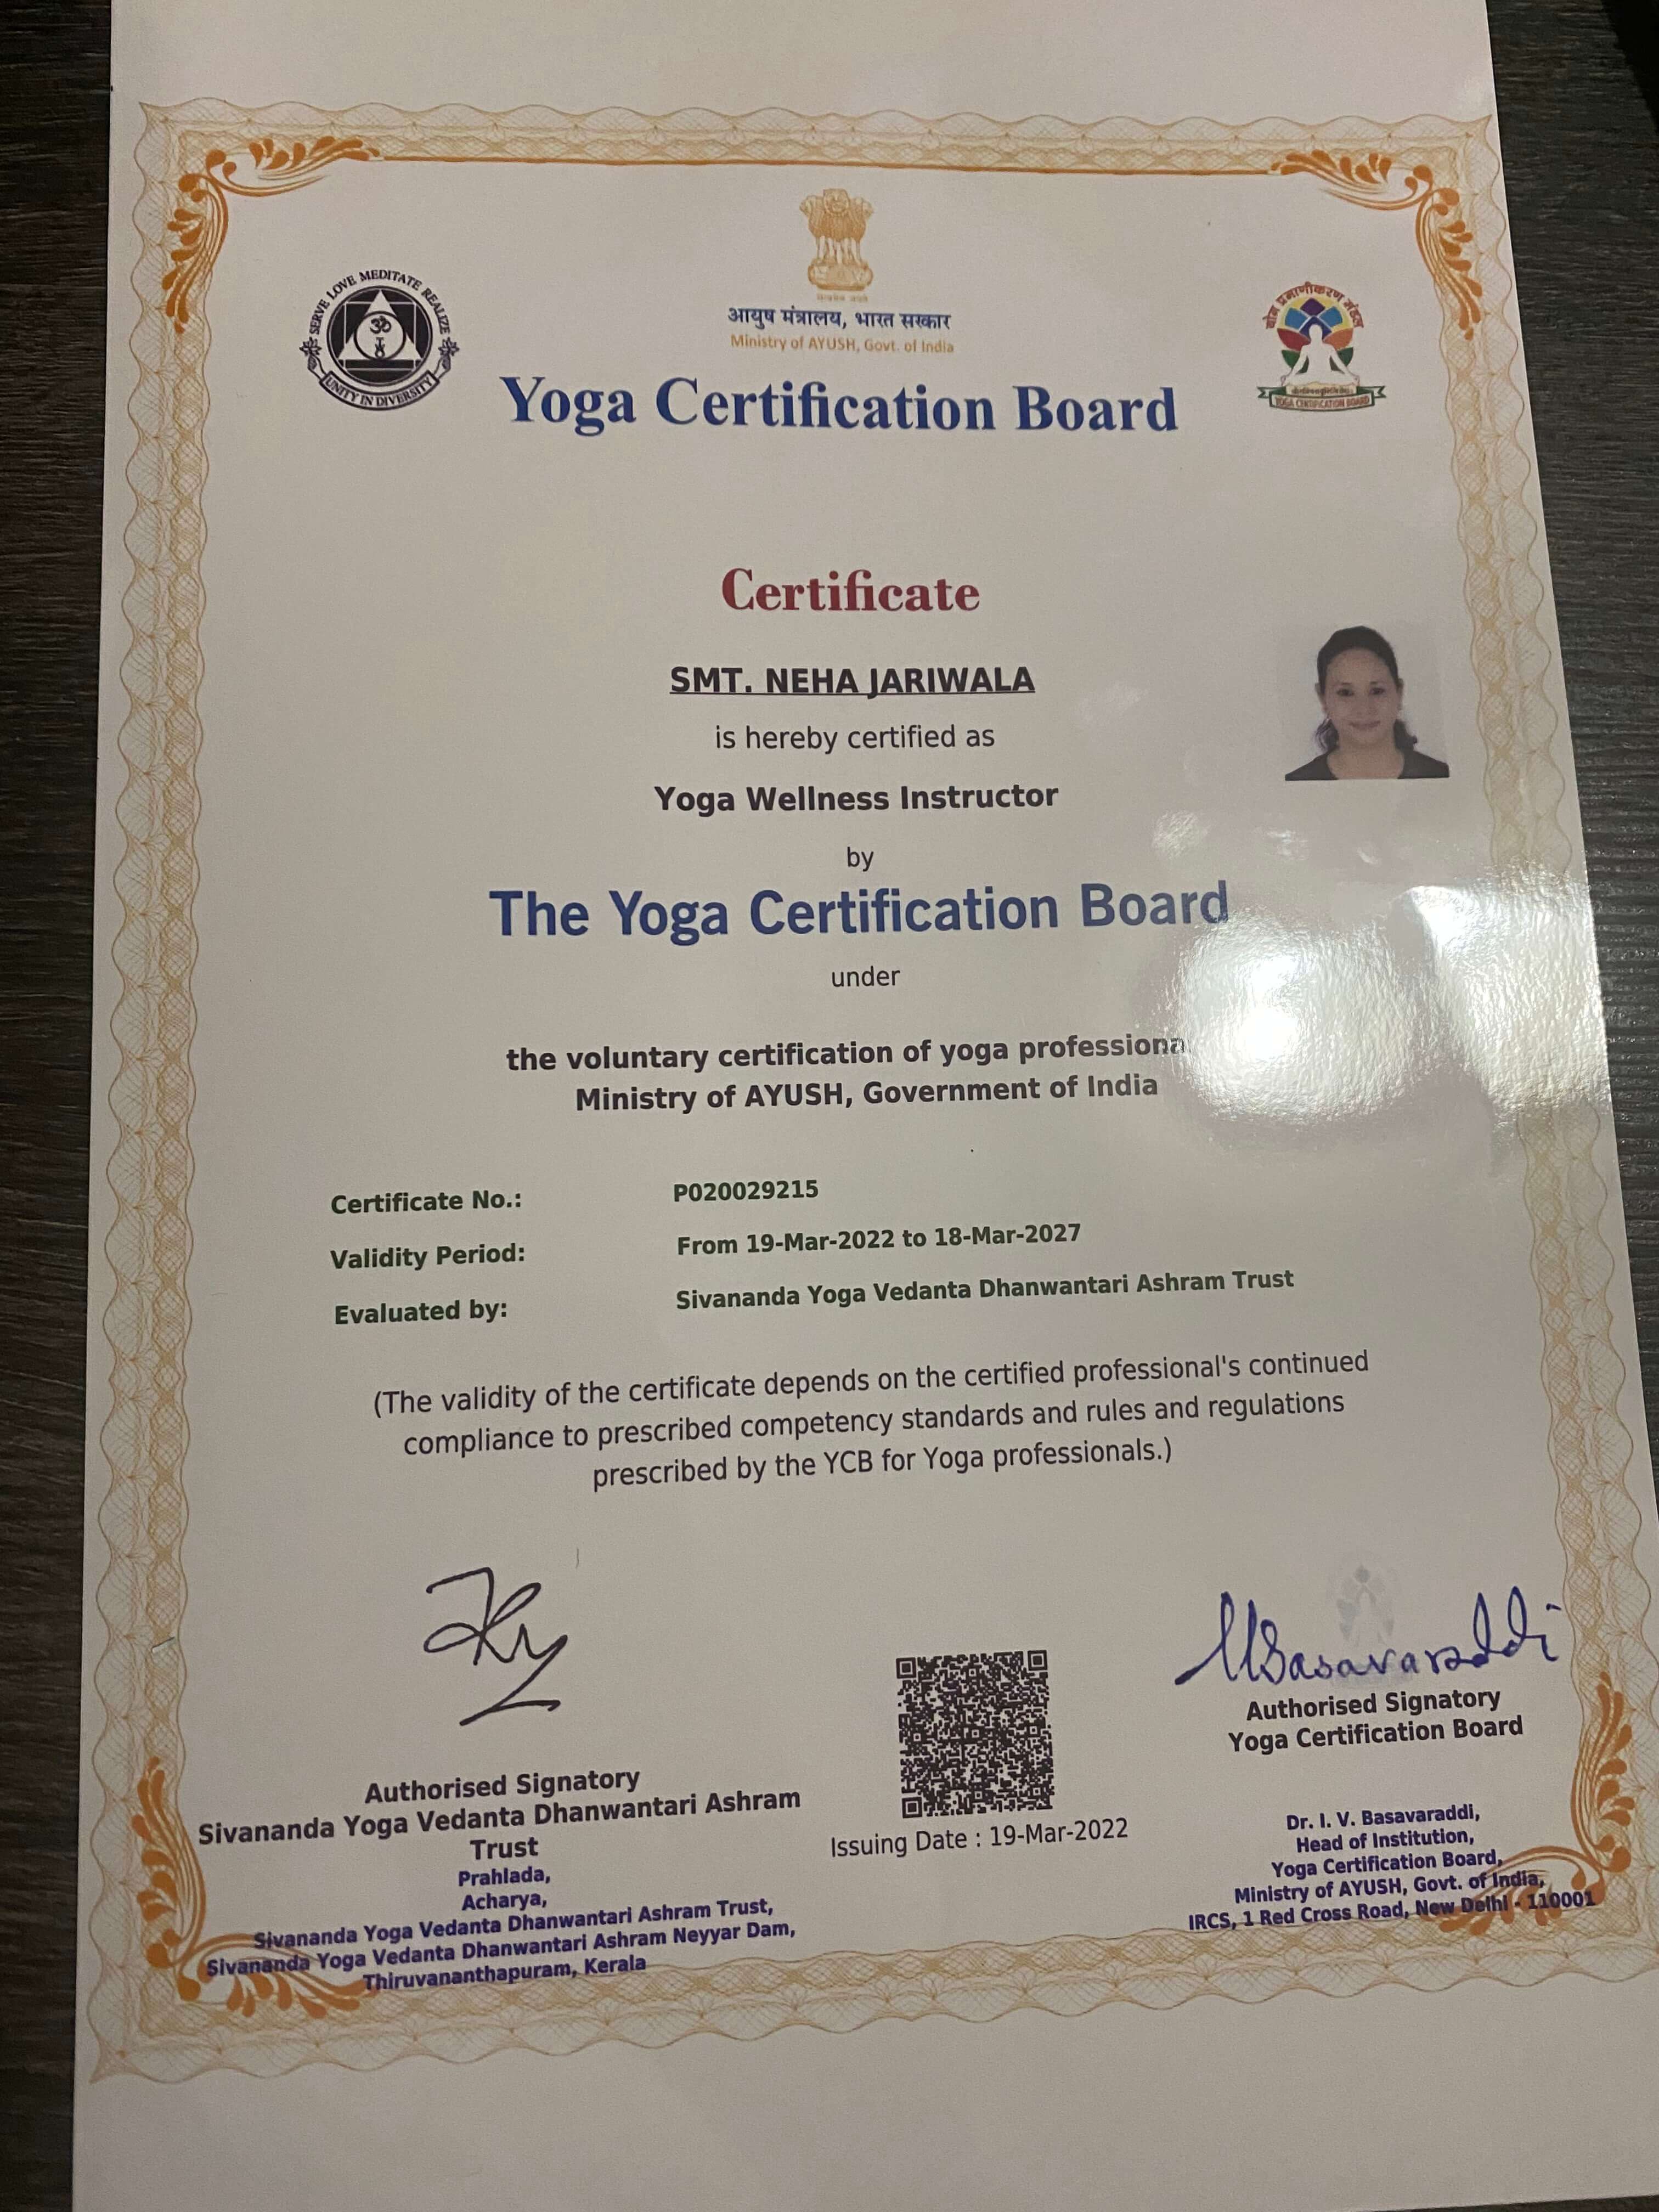 SERVE LOVE MEDITATE REALIZE
ॐ
UNITY IN DIVERSITY
आयुष मंत्रालय, भारत सरकार
Ministry of AYUSH, Govt. of India
योग प्रमाणीकरण मंडल
YOGA CERTIFICATION BOARD
Yoga Certification Board
Certificate
SMT. NEHA JARIWALA
is hereby certified as
Yoga Wellness Instructor
by
The Yoga Certification Board
under
the voluntary certification of yoga professiona
Ministry of AYUSH, Government of India
Certificate No.: P020029215
Validity Period: From 19-Mar-2022 to 18-Mar-2027
Evaluated by: Sivananda Yoga Vedanta Dhanwantari Ashram Trust
(The validity of the certificate depends on the certified professional's continued
compliance to prescribed competency standards and rules and regulations
prescribed by the YCB for Yoga professionals.)
Authorised Signatory
Sivananda Yoga Vedanta Dhanwantari Ashram
Trust
Prahlada,
Acharya,
Sivananda Yoga Vedanta Dhanwantari Ashram Trust,
Sivananda Yoga Vedanta Dhanwantari Ashram Neyyar Dam,
Thiruvananthapuram, Kerala
Issuing Date : 19-Mar-2022
Authorised Signatory
Yoga Certification Board
Dr. I. V. Basavaraddi,
Head of Institution,
Yoga Certification Board,
Ministry of AYUSH, Govt. of India,
IRCS, 1 Red Cross Road, New Delhi - 110001